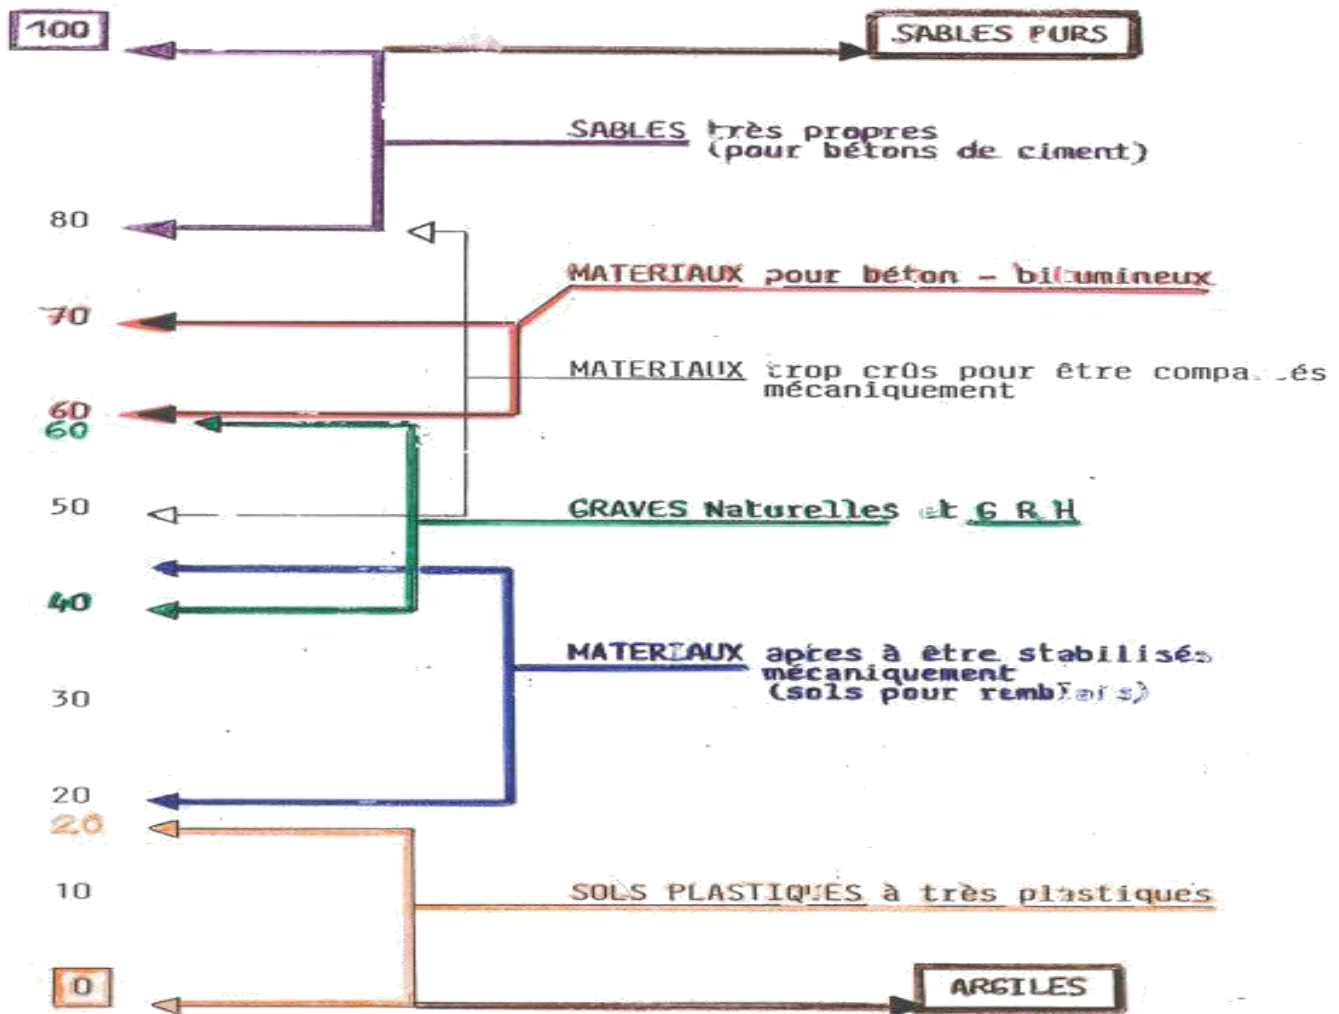 100
SABLES PURS
SABLES très propres
(pour bétons de ciment)
80
MATERIAUX pour béton - bitumineux
70
MATERIAUX trop crûs pour être
mécaniquement
60
60
50
GRAVES Naturelles et G R H
40
MATERIAUX aptes à être stabilisés
mécaniquement
(sols pour remblais)
30
20
20
10
SOLS PLASTIQUES à très plastiques
0
ARGILES